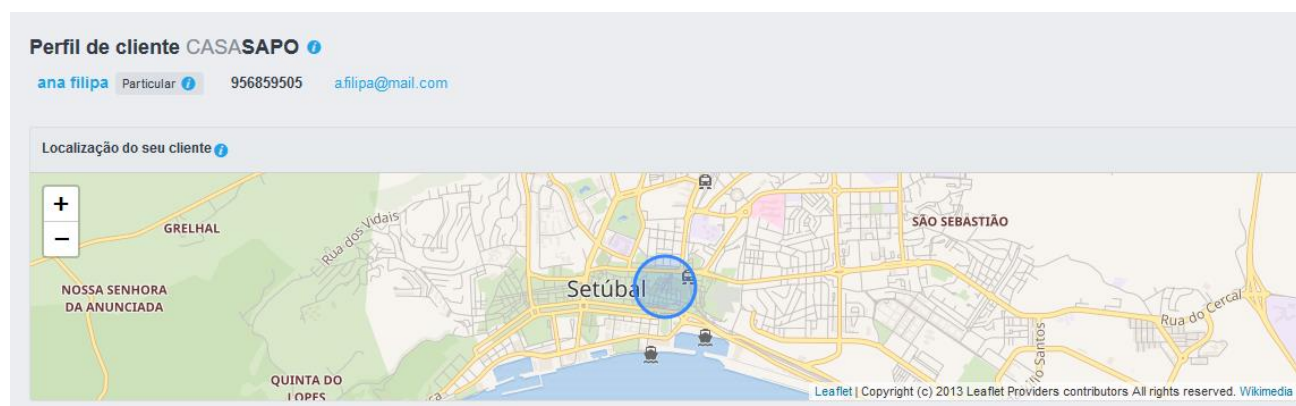 Perfil de cliente CASASAPO i
ana filipa Particular i 956859505 a.filipa@mail.com
Localização do seu cliente i
+
−
GRELHAL
Rua dos Vidais
SÃO SEBASTIÃO
NOSSA SENHORA
DA ANUNCIADA
Setúbal
Rua do Cercal
QUINTA DO
LOPES
Leaflet | Copyright (c) 2013 Leaflet Providers contributors All rights reserved. Wikimedia